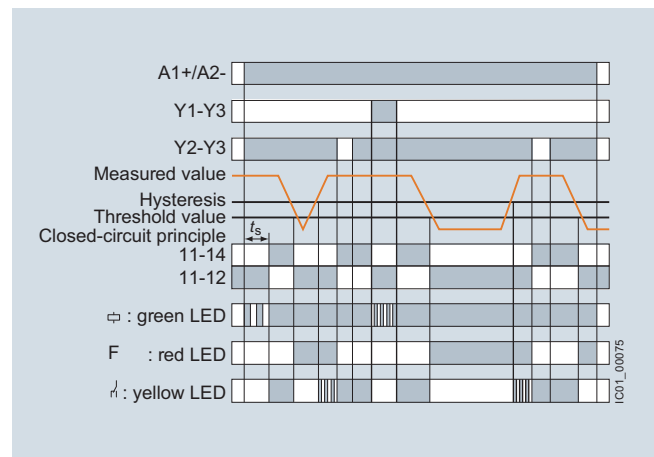 A1+/A2-
Y1-Y3
Y2-Y3
Measured value
Hysteresis
Threshold value
Closed-circuit principle
ts
11-14
11-12
: green LED
F : red LED
: yellow LED
IC01_00075